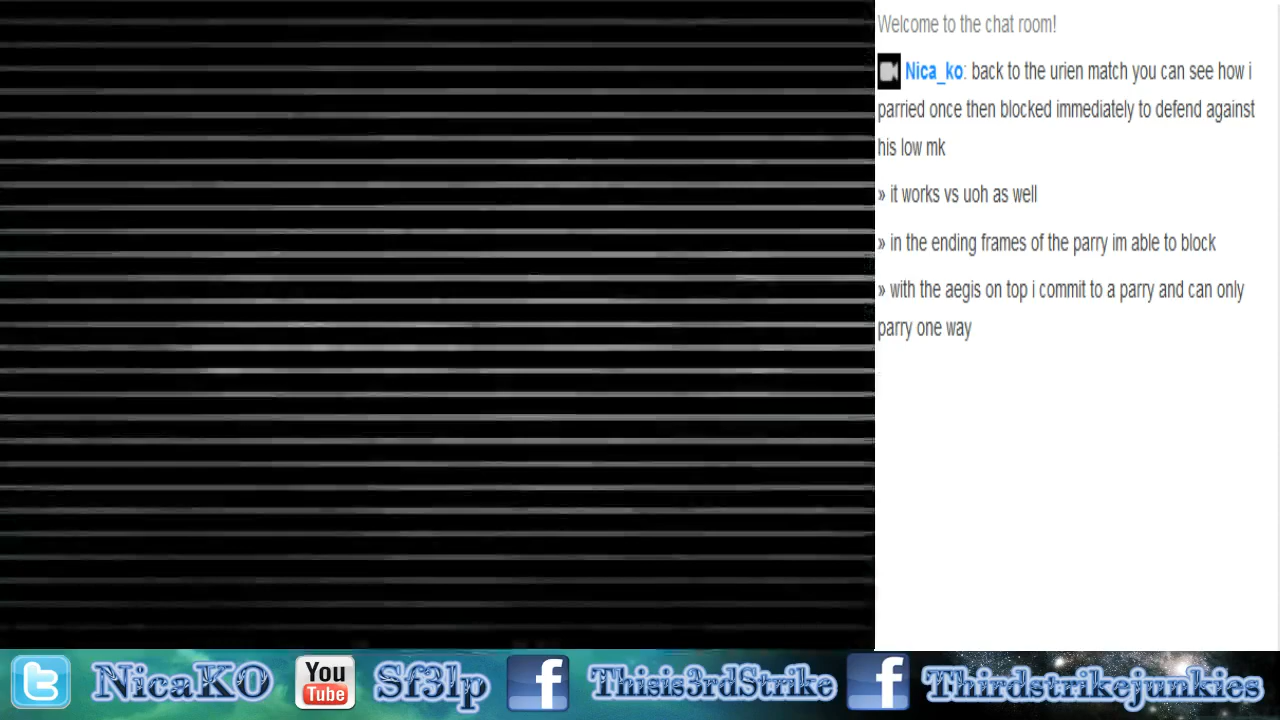 Welcome to the chat room!
Nica_ko: back to the urien match you can see how i
parried once then blocked immediately to defend against
his low mk
» it works vs uoh as well
» in the ending frames of the parry im able to block
» with the aegis on top i commit to a parry and can only
parry one way
NicaKO You Tube Sf3lp f Thisis3rdStrike f Thirdstrikejunkies